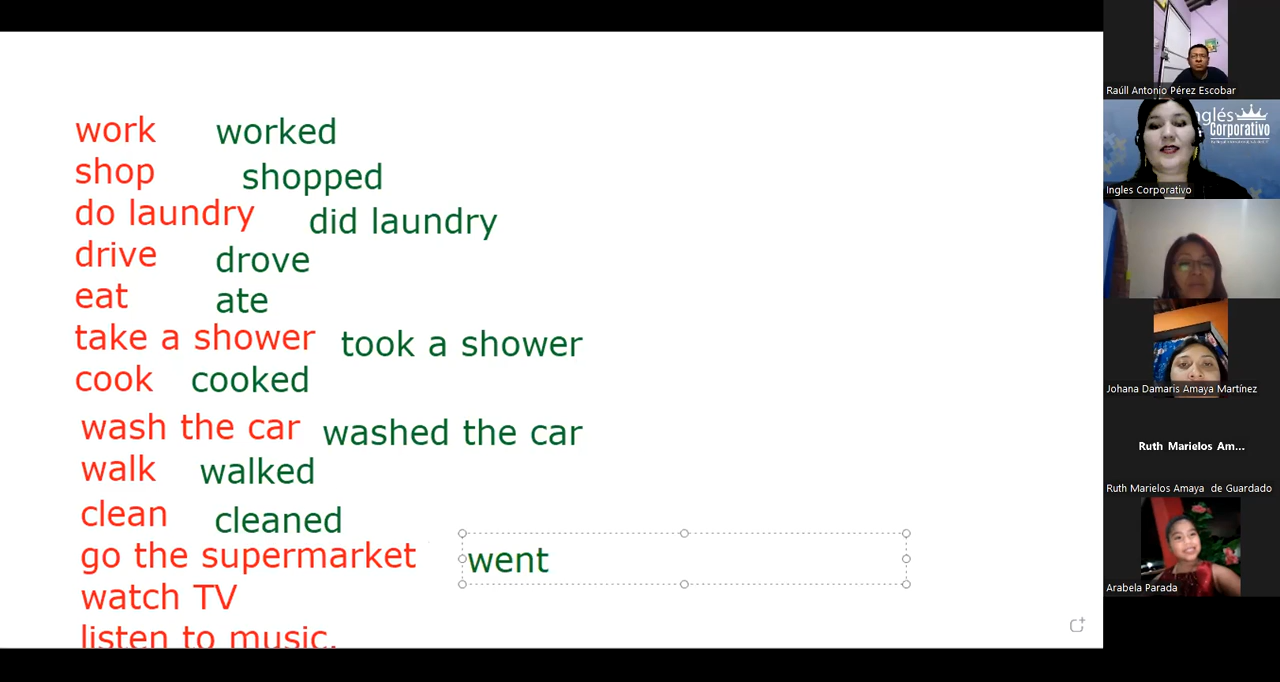 work worked
shop shopped
do laundry did laundry
drive drove
eat ate
take a shower took a shower
cook cooked
wash the car washed the car
walk walked
clean cleaned
go the supermarket went
watch TV
listen to music.
Raúll Antonio Pérez Escobar
nglés
Corporativo
Ingles Corporativo
Johana Damaris Amaya Martínez
Ruth Marielos Am...
Ruth Marielos Amaya de Guardado
Arabela Parada